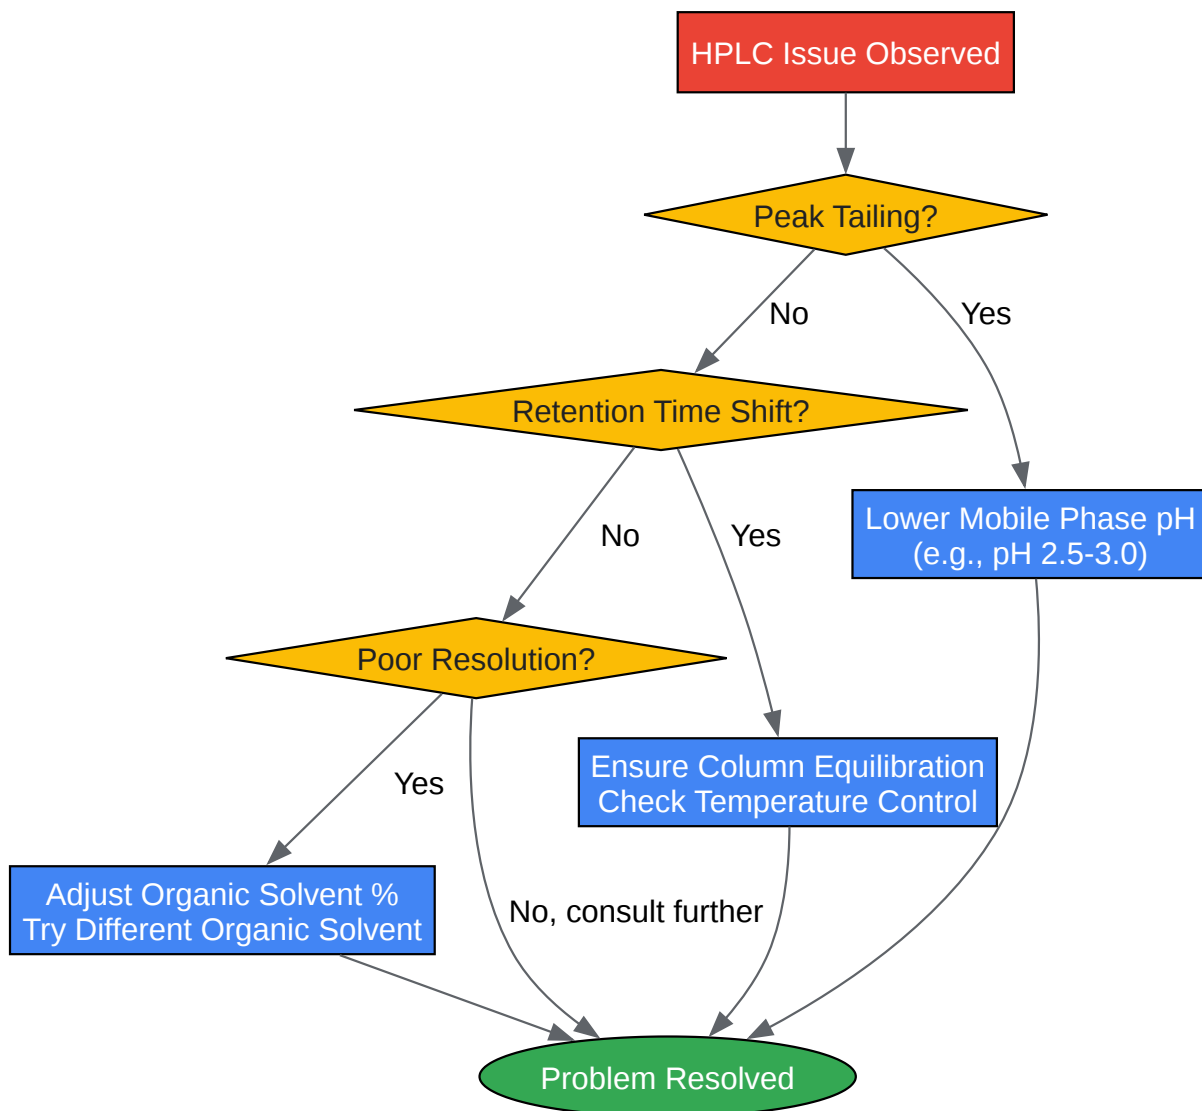 HPLC Issue Observed
Peak Tailing?
No
Yes
Retention Time Shift?
Lower Mobile Phase pH
(e.g., pH 2.5-3.0)
No
Yes
Poor Resolution?
Ensure Column Equilibration
Check Temperature Control
Yes
Adjust Organic Solvent %
Try Different Organic Solvent
No, consult further
Problem Resolved